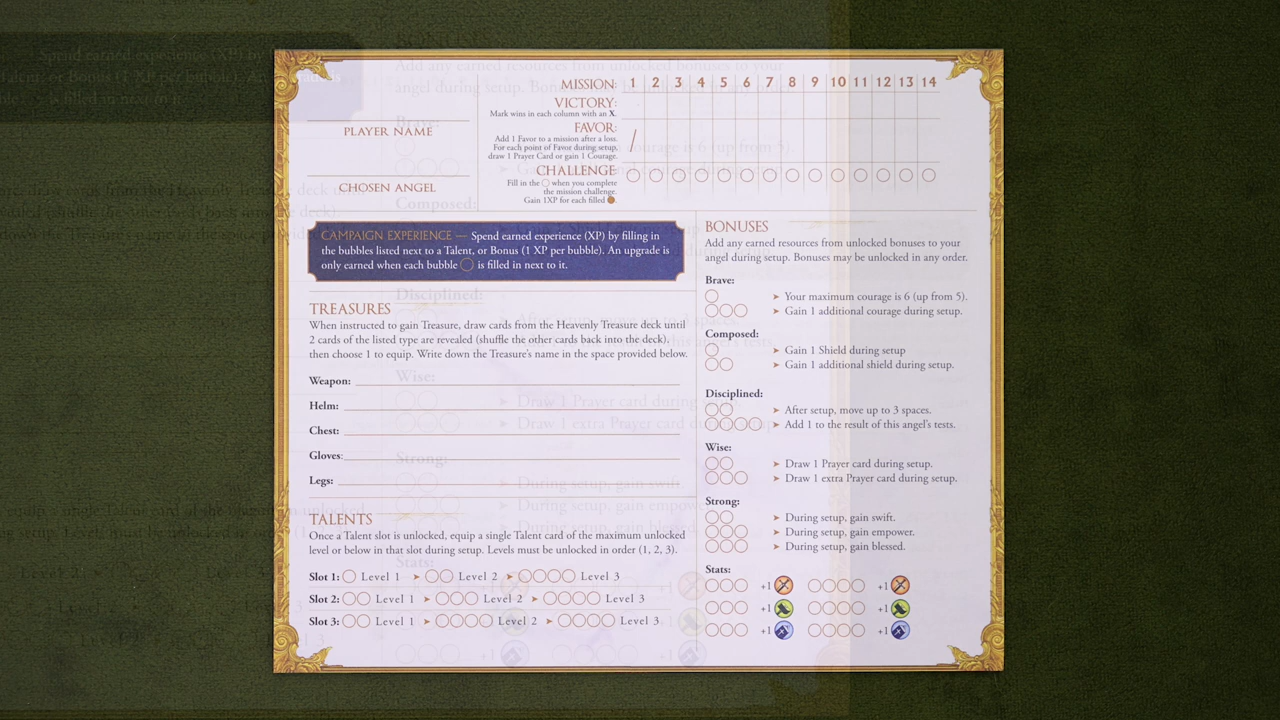 MISSION: 1 2 3 4 5 6 7 8 9 10 11 12 13 14
VICTORY:
Mark wins in each column with an X.
FAVOR:
Add 1 Favor to a mission after a loss.
For each point of Favor during setup,
draw 1 Prayer Card or gain 1 Courage.
CHALLENGE
Fill in the when you complete
the mission challenge.
Gain 1XP for each filled
PLAYER NAME
CHOSEN ANGEL
CAMPAIGN EXPERIENCE — Spend earned experience (XP) by filling in
the bubbles listed next to a Talent, or Bonus (1 XP per bubble). An upgrade is
only earned when each bubble is filled in next to it.
TREASURES
When instructed to gain Treasure, draw cards from the Heavenly Treasure deck until
2 cards of the listed type are revealed (shuffle the other cards back into the deck),
then choose 1 to equip. Write down the Treasure's name in the space provided below.
Weapon:
Helm:
Chest:
Gloves:
Legs:
TALENTS
Once a Talent slot is unlocked, equip a single Talent card of the maximum unlocked
level or below in that slot during setup. Levels must be unlocked in order (1, 2, 3).
Slot 1: Level 1 ➤ Level 2 ➤ Level 3
Slot 2: Level 1 ➤ Level 2 ➤ Level 3
Slot 3: Level 1 ➤ Level 2 ➤ Level 3
BONUSES
Add any earned resources from unlocked bonuses to your
angel during setup. Bonuses may be unlocked in any order.
Brave:
➤ Your maximum courage is 6 (up from 5).
➤ Gain 1 additional courage during setup.
Composed:
➤ Gain 1 Shield during setup
➤ Gain 1 additional shield during setup.
Disciplined:
➤ After setup, move up to 3 spaces.
➤ Add 1 to the result of this angel's tests.
Wise:
➤ Draw 1 Prayer card during setup.
➤ Draw 1 extra Prayer card during setup.
Strong:
➤ During setup, gain swift.
➤ During setup, gain empower.
➤ During setup, gain blessed.
Stats:
+1 +1
+1 +1
+1 +1